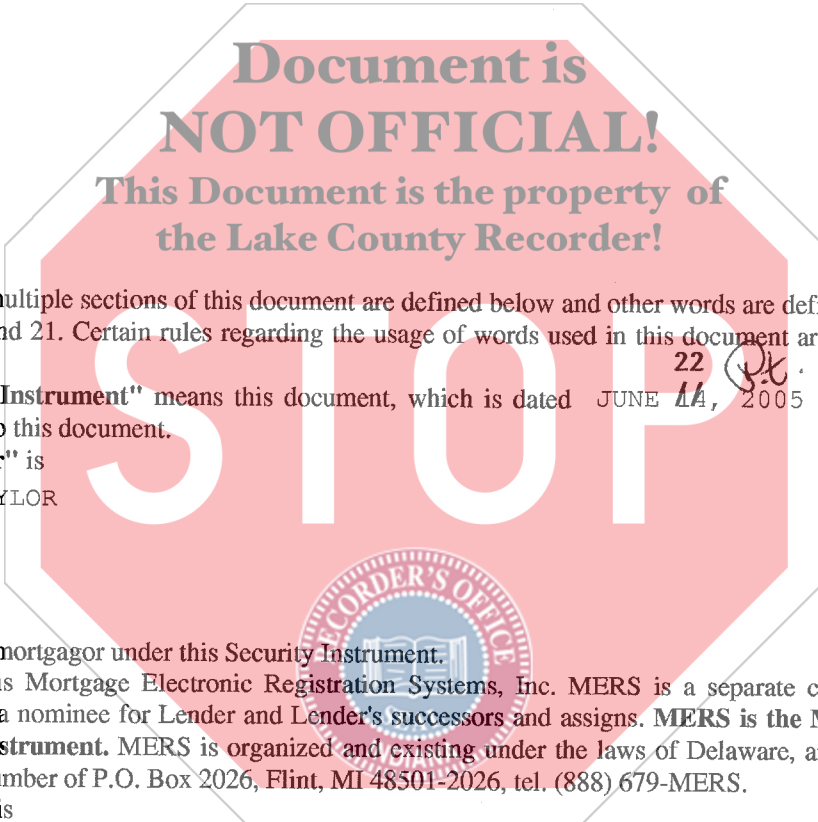 Document is
NOT OFFICIAL!
This Document is the property of
the Lake County Recorder!
ultiple sections of this document are defined below and other words are defi
nd 21. Certain rules regarding the usage of words used in this document ar
22
Instrument" means this document, which is dated JUNE 14, 2005
this document.
r" is
YLOR
STOP
RECORDER'S OFFICE
mortgagor under this Security Instrument.
s Mortgage Electronic Registration Systems, Inc. MERS is a separate c
a nominee for Lender and Lender's successors and assigns. MERS is the M
strument. MERS is organized and existing under the laws of Delaware, a
mber of P.O. Box 2026, Flint, MI 48501-2026, tel. (888) 679-MERS.
is